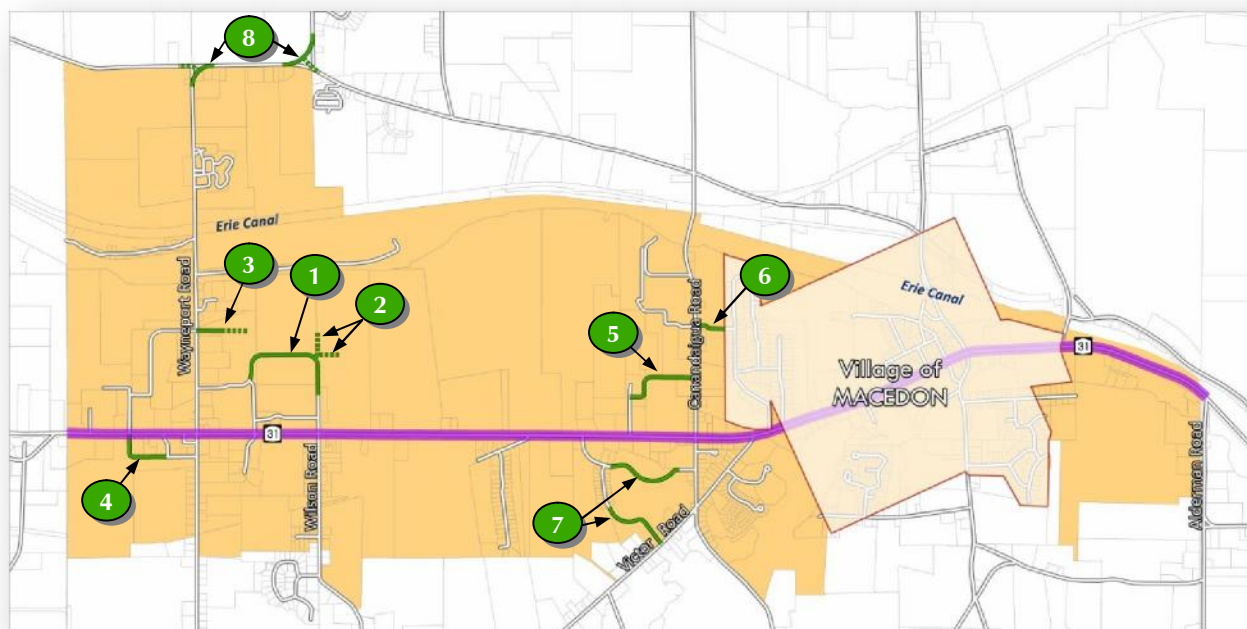 8
Erie Canal
3
1
2
6
5
Erie Canal
Wayneport Road
Canandaigua Road
31
Village of
MACEDON
31
4
7
Wilson Road
Victor Road
Alderman Road